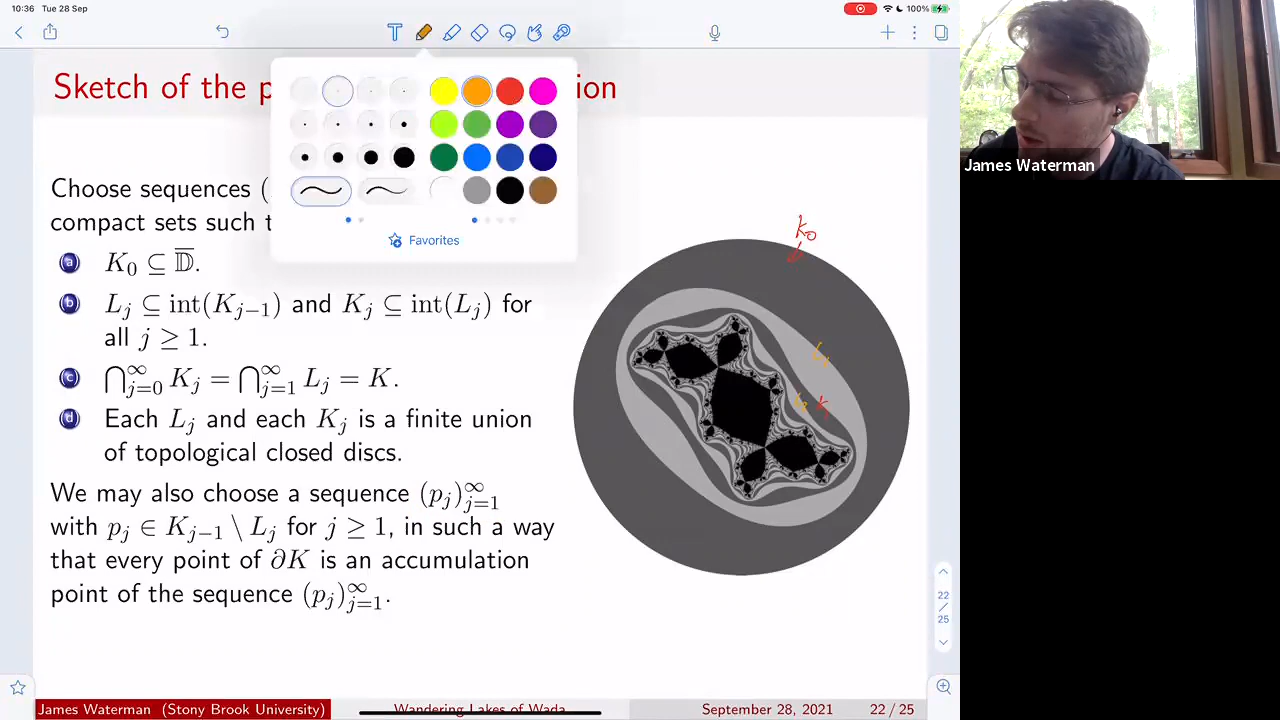 10:36 Tue 28 Sep
100%
Sketch of the p
ion
Favorites
Choose sequences (
compact sets such t
a K₀ ⊆ 𝔻̅.
b Lⱼ ⊆ int(Kⱼ₋₁) and Kⱼ ⊆ int(Lⱼ) for
all j ≥ 1.
c ⋂_{j=0}^{∞} Kⱼ = ⋂_{j=1}^{∞} Lⱼ = K.
d Each Lⱼ and each Kⱼ is a finite union
of topological closed discs.
We may also choose a sequence (pⱼ)_{j=1}^{∞}
with pⱼ ∈ Kⱼ₋₁ \ Lⱼ for j ≥ 1, in such a way
that every point of ∂K is an accumulation
point of the sequence (pⱼ)_{j=1}^{∞}.
K₀
L₁
L₂ K₁
22
/
25
James Waterman (Stony Brook University)
Wandering Lakes of Wada
September 28, 2021
22 / 25
James Waterman